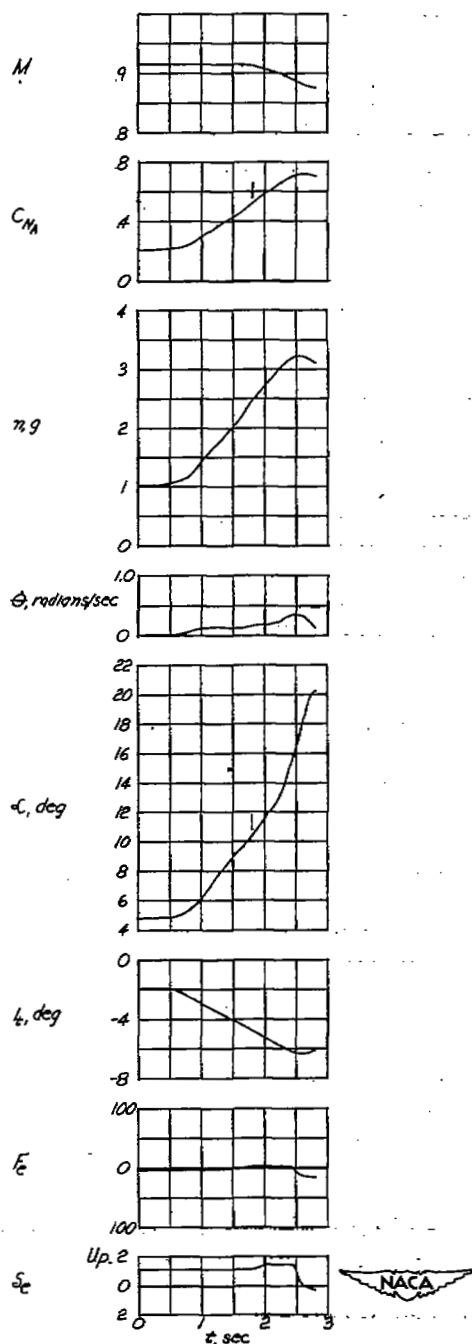 M
.9
.8
C_{NA}
.8
.4
0
n, g
4
3
2
1
0
θ̇, radians/sec
1.0
0
α, deg
22
20
18
16
14
12
10
8
6
4
i_t, deg
0
-4
-8
F_e
100
0
100
δ_e
Up 2
0
2
0 1 2 3
t, sec
NACA